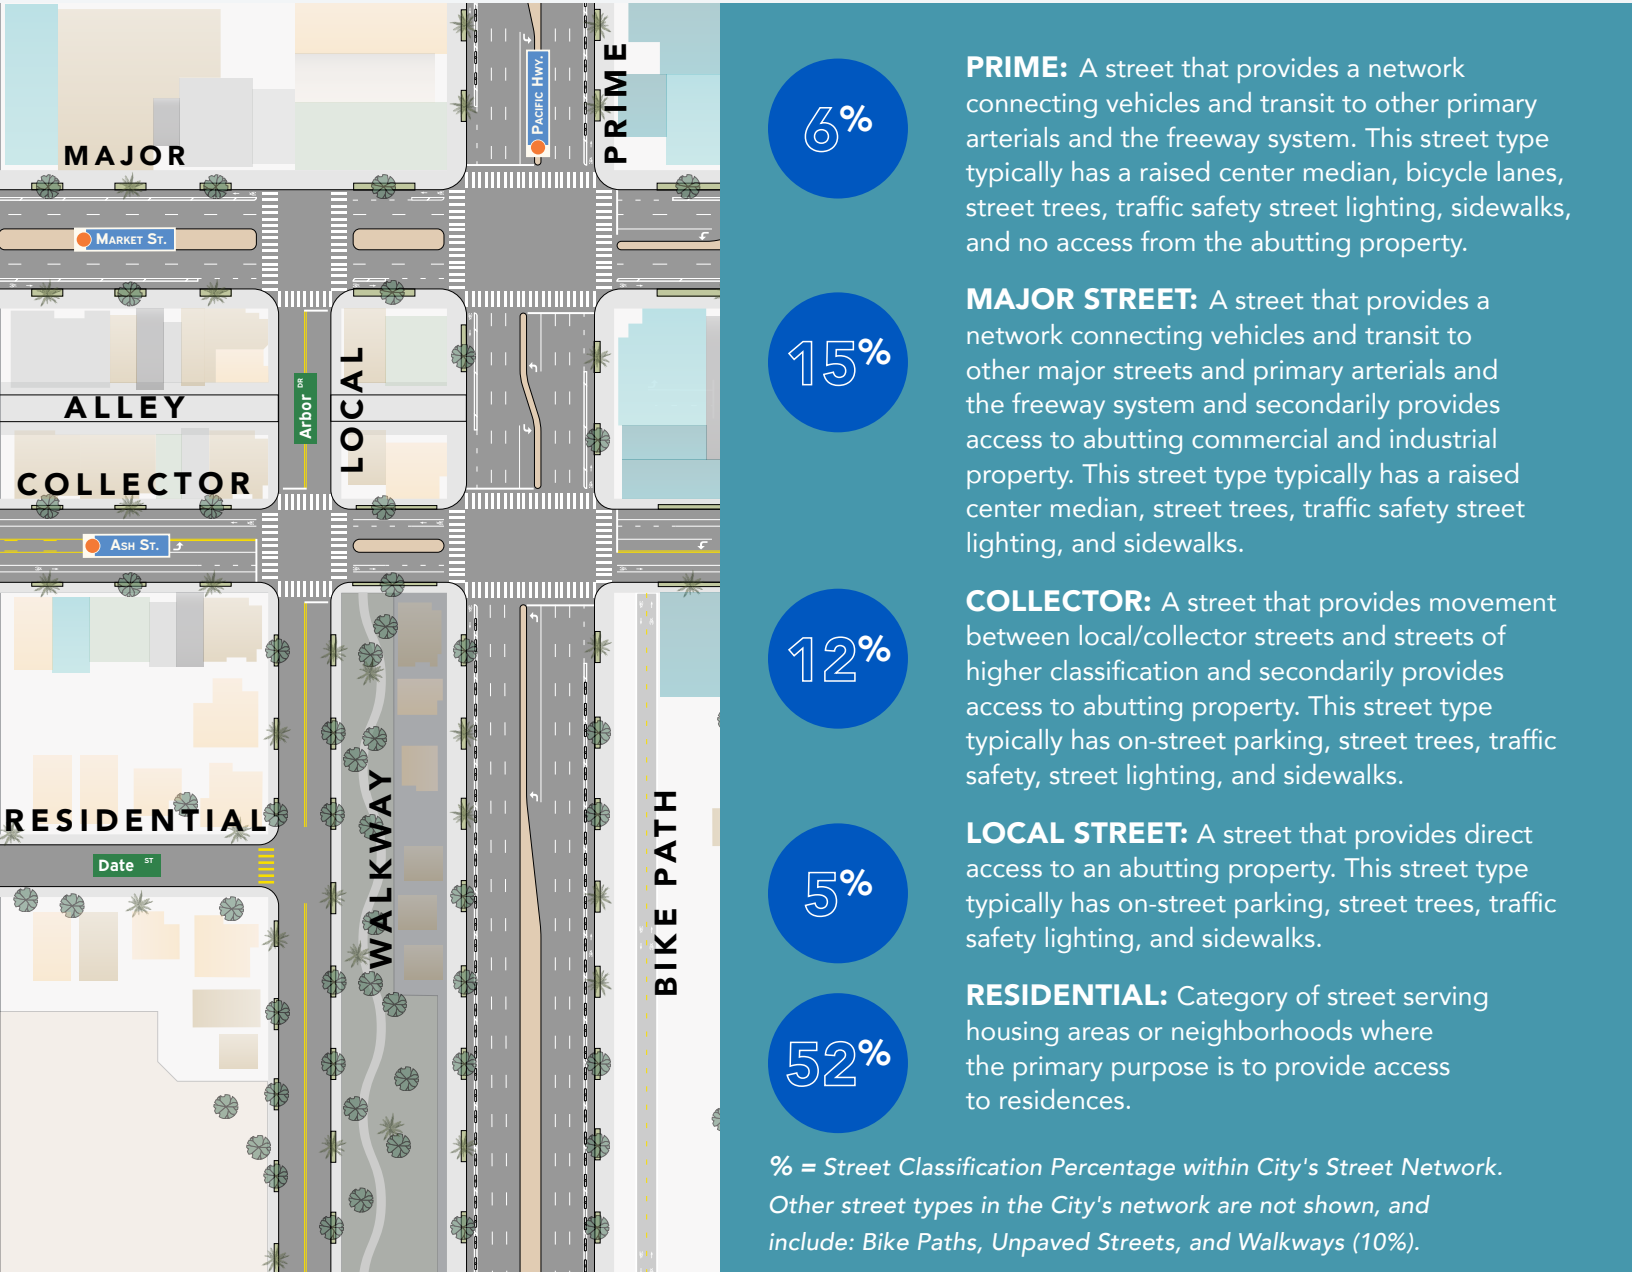 MAJOR
PRIME
PACIFIC HWY.
MARKET ST.
ALLEY
LOCAL
Arbor DR
COLLECTOR
ASH ST.
RESIDENTIAL
Date ST
WALKWAY
BIKE PATH
6%
PRIME: A street that provides a network
connecting vehicles and transit to other primary
arterials and the freeway system. This street type
typically has a raised center median, bicycle lanes,
street trees, traffic safety street lighting, sidewalks,
and no access from the abutting property.
15%
MAJOR STREET: A street that provides a
network connecting vehicles and transit to
other major streets and primary arterials and
the freeway system and secondarily provides
access to abutting commercial and industrial
property. This street type typically has a raised
center median, street trees, traffic safety street
lighting, and sidewalks.
12%
COLLECTOR: A street that provides movement
between local/collector streets and streets of
higher classification and secondarily provides
access to abutting property. This street type
typically has on-street parking, street trees, traffic
safety, street lighting, and sidewalks.
5%
LOCAL STREET: A street that provides direct
access to an abutting property. This street type
typically has on-street parking, street trees, traffic
safety lighting, and sidewalks.
52%
RESIDENTIAL: Category of street serving
housing areas or neighborhoods where
the primary purpose is to provide access
to residences.
% = Street Classification Percentage within City's Street Network.
Other street types in the City's network are not shown, and
include: Bike Paths, Unpaved Streets, and Walkways (10%).